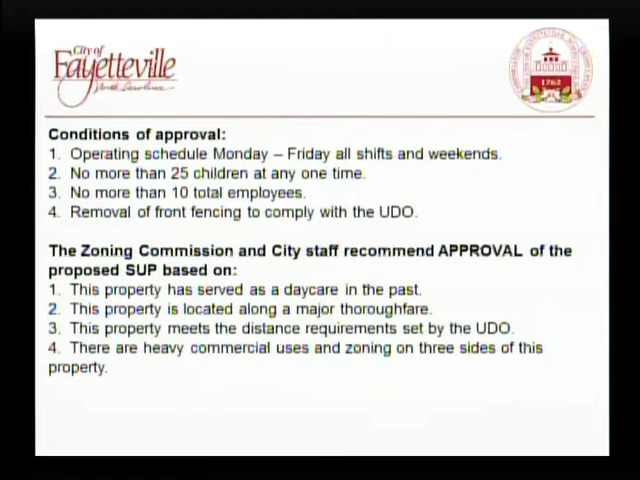 City of
Fayetteville
North Carolina
1762
Conditions of approval:
1. Operating schedule Monday – Friday all shifts and weekends.
2. No more than 25 children at any one time.
3. No more than 10 total employees.
4. Removal of front fencing to comply with the UDO.
The Zoning Commission and City staff recommend APPROVAL of the
proposed SUP based on:
1. This property has served as a daycare in the past.
2. This property is located along a major thoroughfare.
3. This property meets the distance requirements set by the UDO.
4. There are heavy commercial uses and zoning on three sides of this
property.